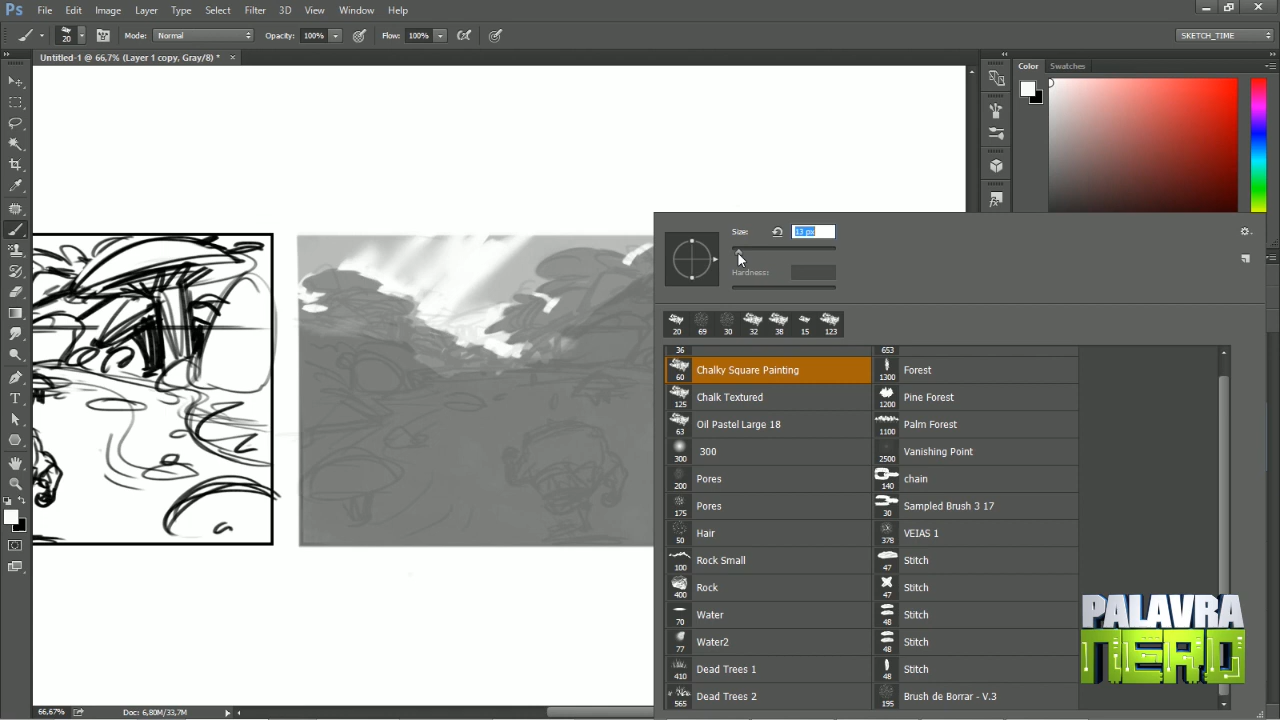 Ps File Edit Image Layer Type Select Filter 3D View Window Help
20 Mode: Normal Opacity: 100% Flow: 100% SKETCH_TIME
Untitled-1 @ 66,7% (Layer 1 copy, Gray/8) * ×
Color Swatches
Size: 13 px
Hardness:
20 69 30 32 38 15 123
36 653
60 Chalky Square Painting 1300 Forest
125 Chalk Textured 1200 Pine Forest
63 Oil Pastel Large 18 1100 Palm Forest
300 300 2500 Vanishing Point
200 Pores 140 chain
175 Pores 30 Sampled Brush 3 17
50 Hair 378 VEIAS 1
100 Rock Small 47 Stitch
400 Rock 47 Stitch
70 Water 48 Stitch
77 Water2 48 Stitch
410 Dead Trees 1 48 Stitch
565 Dead Trees 2 195 Brush de Borrar - V.3
PALAVRA
NERD
66,67% Doc: 6,80M/33,7M